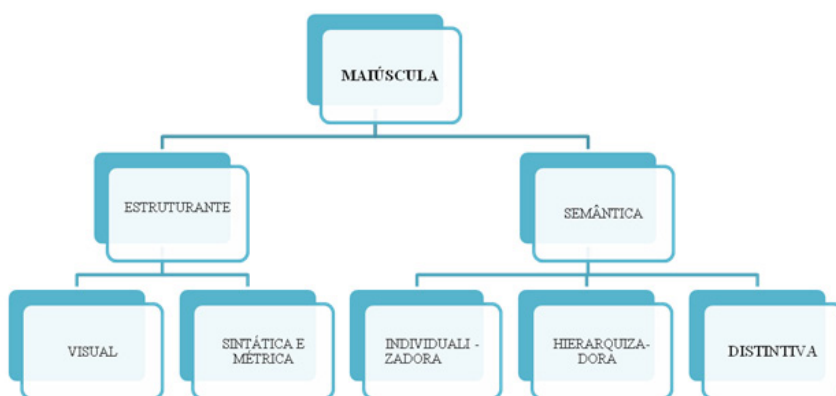 MAIÚSCULA
ESTRUTURANTE
SEMÂNTICA
VISUAL
SINTÁTICA E
MÉTRICA
INDIVIDUALI -
ZADORA
HIERARQUIZA-
DORA
DISTINTIVA